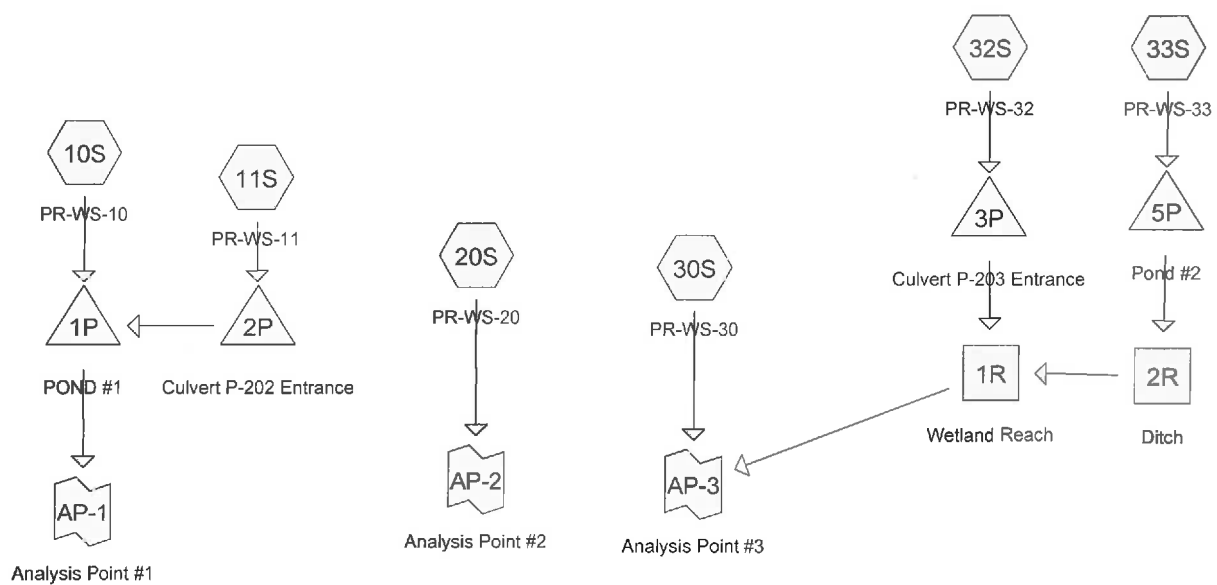 32S
33S
PR-WS-32
PR-WS-33
10S
11S
PR-WS-10
PR-WS-11
3P
5P
20S
30S
Culvert P-203 Entrance
Pond #2
1P
2P
PR-WS-20
PR-WS-30
POND #1
Culvert P-202 Entrance
1R
2R
Wetland Reach
Ditch
AP-1
AP-2
AP-3
Analysis Point #2
Analysis Point #3
Analysis Point #1